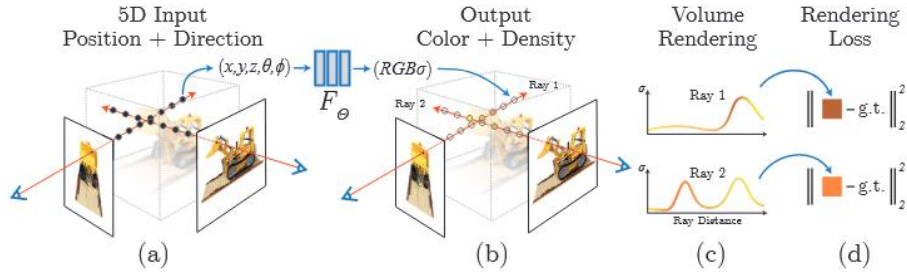 5D Input
Position + Direction
Output
Color + Density
Volume
Rendering
Rendering
Loss
(x,y,z,θ,ϕ)
F_Θ
(RGBσ)
Ray 1
Ray 2
σ
Ray 1
‖ - g.t. ‖²₂
σ
Ray 2
Ray Distance
‖ - g.t. ‖²₂
(a)
(b)
(c)
(d)